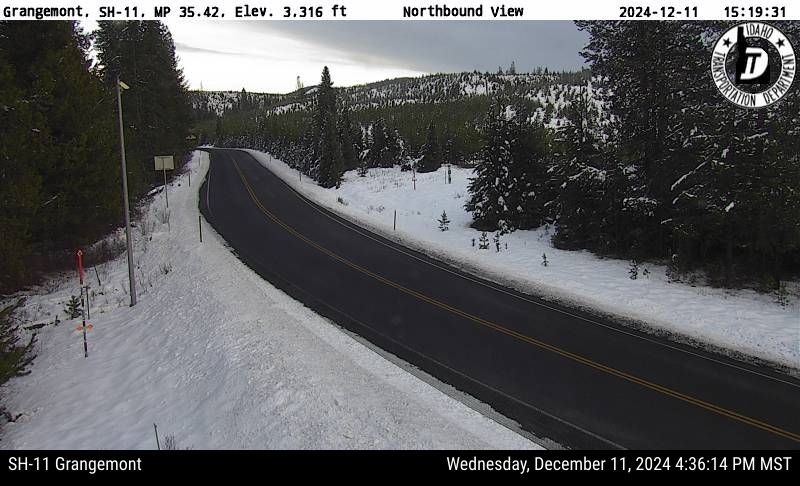 Grangemont, SH-11, MP 35.42, Elev. 3,316 ft Northbound View 2024-12-11 15:19:31
IDAHO
TRANSPORTATION DEPARTMENT
SH-11 Grangemont Wednesday, December 11, 2024 4:36:14 PM MST